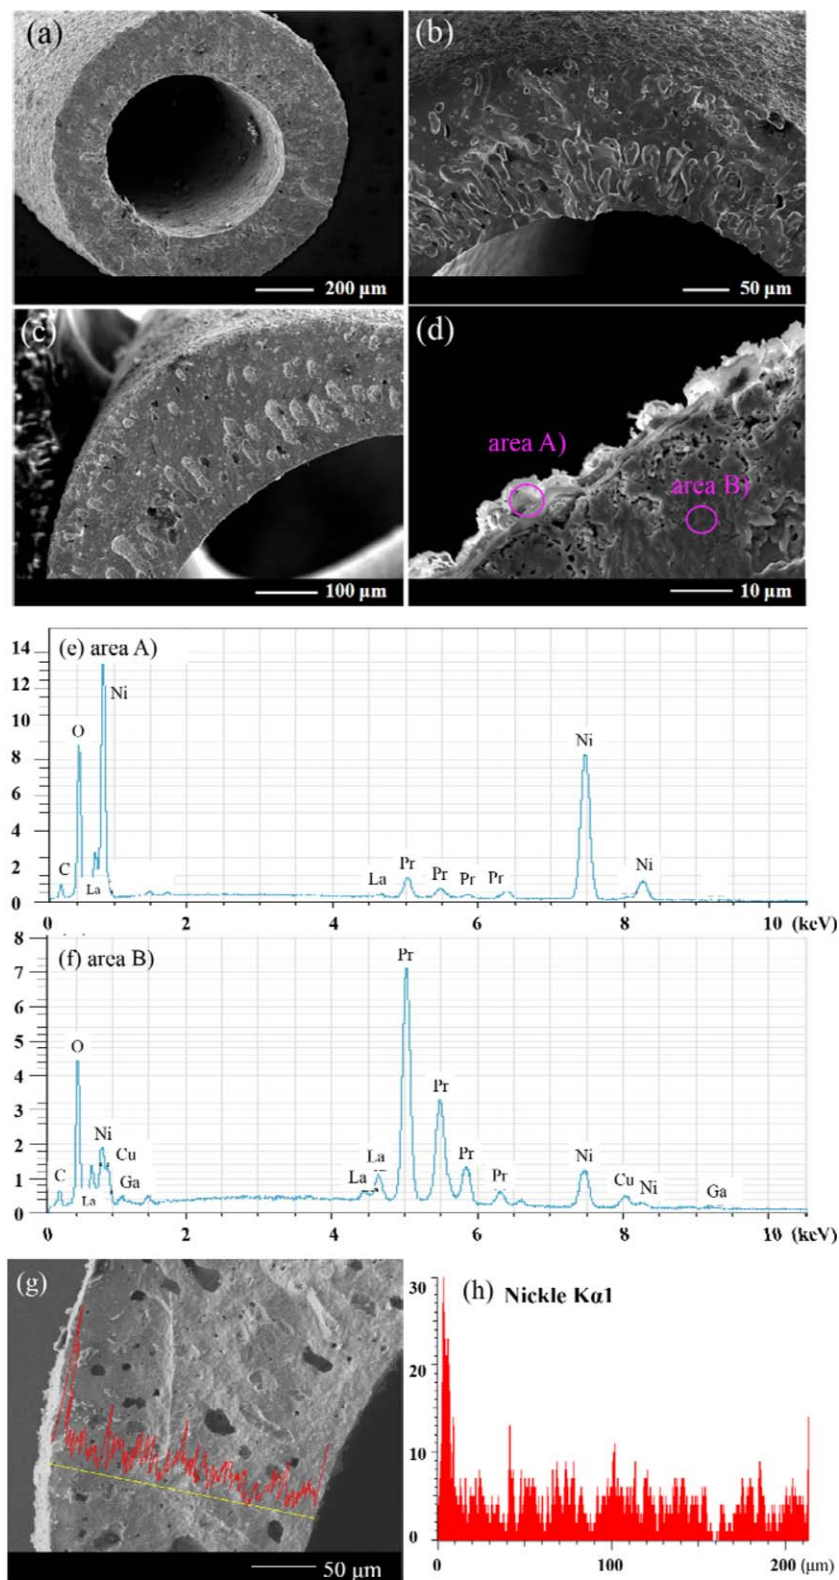 (a)
200 µm
(b)
50 µm
(c)
100 µm
(d)
area A)
area B)
10 µm
(e) area A)
14
12
10
8
6
4
2
0
C
O
La
Ni
La
Pr
Pr
Pr
Pr
Ni
Ni
0 2 4 6 8 10 (keV)
(f) area B)
8
7
6
5
4
3
2
1
0
C
O
La
Ni
Cu
Ga
La
La
Pr
Pr
Pr
Pr
Ni
Cu
Ni
Ga
0 2 4 6 8 10 (keV)
(g)
50 µm
(h) Nickle Kα1
30
20
10
0
0 100 200 (µm)